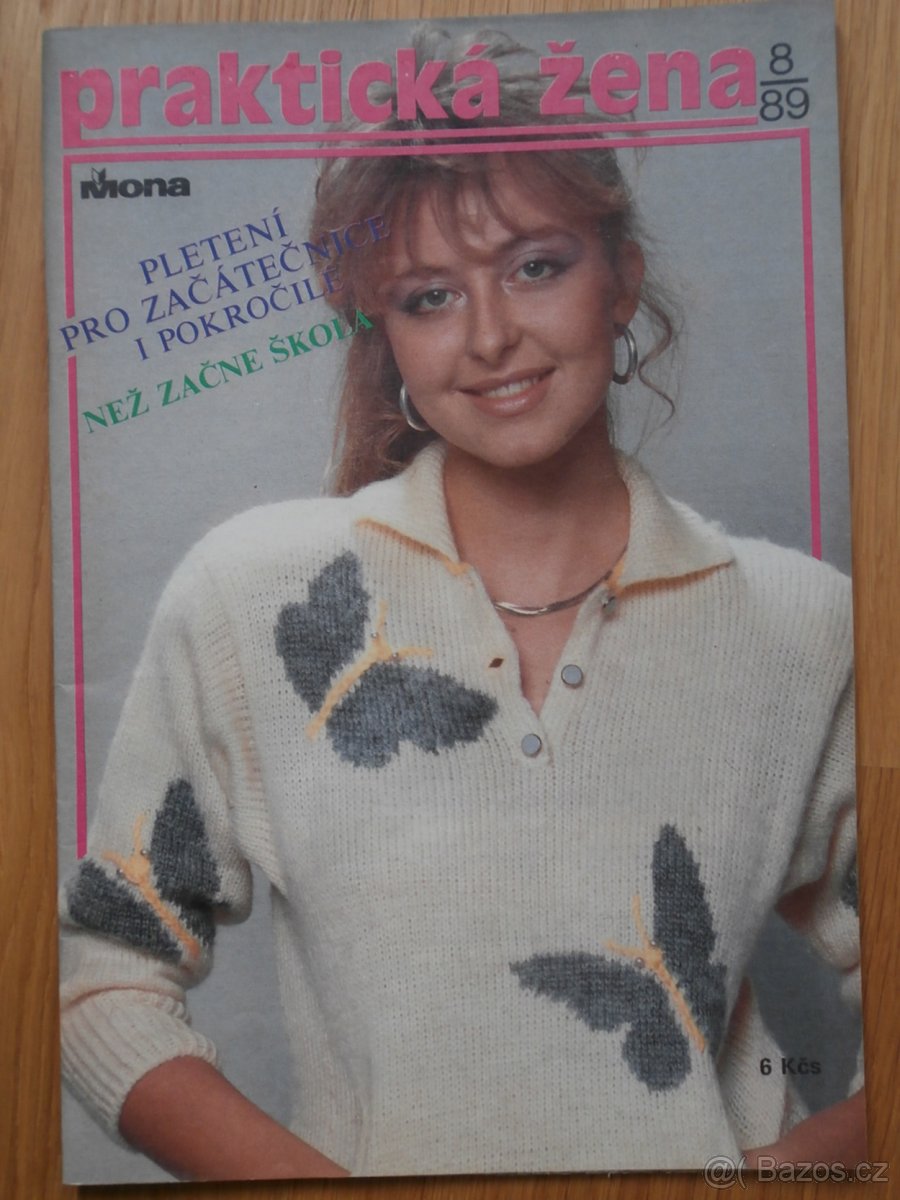 praktická žena
8
89
Mona
PLETENÍ
PRO ZAČÁTEČNICE
I POKROČILÉ
NEŽ ZAČNE ŠKOLA
6 Kčs
@( Bazos.cz